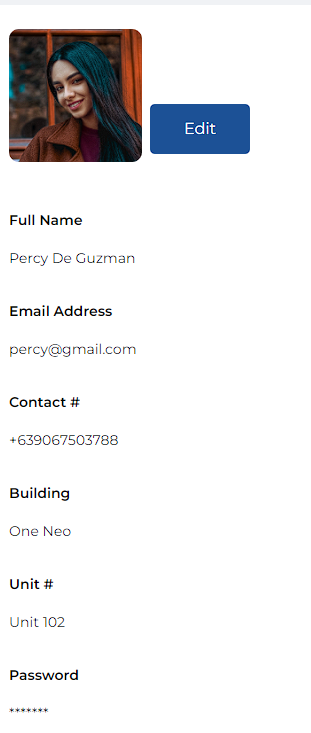 Edit
Full Name
Percy De Guzman
Email Address
percy@gmail.com
Contact #
+639067503788
Building
One Neo
Unit #
Unit 102
Password
*******